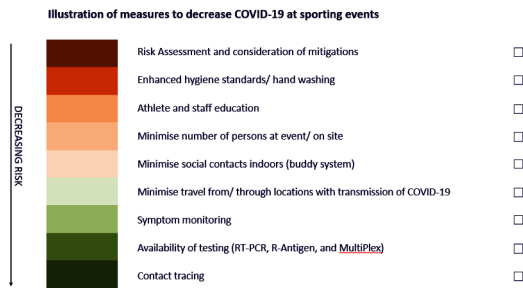 Illustration of measures to decrease COVID-19 at sporting events
DECREASING RISK
Risk Assessment and consideration of mitigations
Enhanced hygiene standards/ hand washing
Athlete and staff education
Minimise number of persons at event/ on site
Minimise social contacts indoors (buddy system)
Minimise travel from/ through locations with transmission of COVID-19
Symptom monitoring
Availability of testing (RT-PCR, R-Antigen, and MultiPlex)
Contact tracing